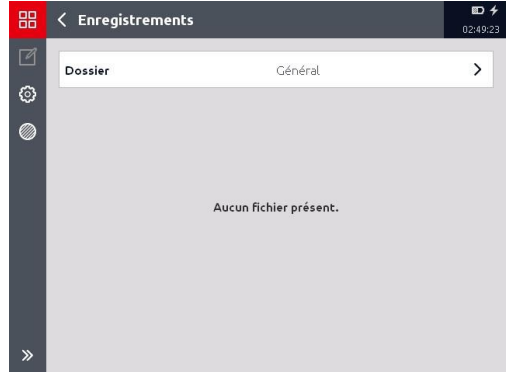 Enregistrements
02:49:23
Dossier Général
Aucun fichier présent.